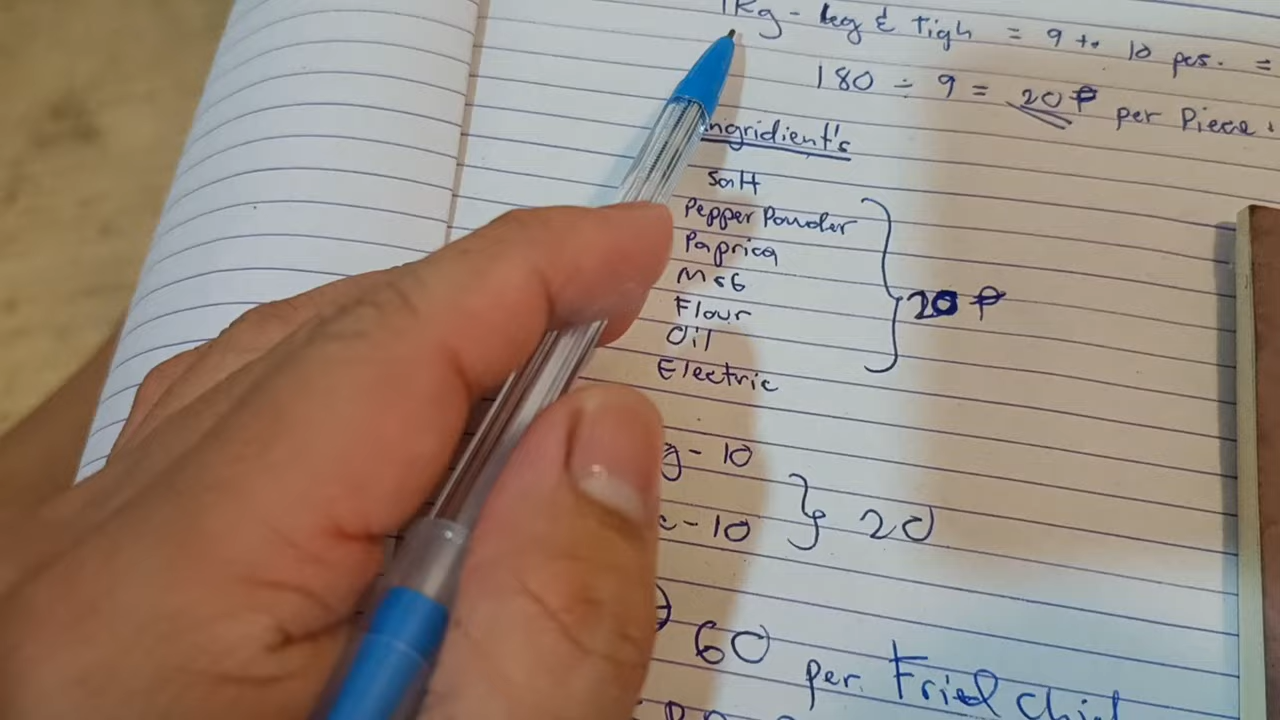 1Kg - leg & Tigh = 9 to 10 pcs. =
180 ÷ 9 = 20₱ per Piece.
ingridient's
Salt
Pepper Powder
Paprica
MSG
Flour
Oil
Electric
20 ₱
- 10
- 10
20
60 per Fried